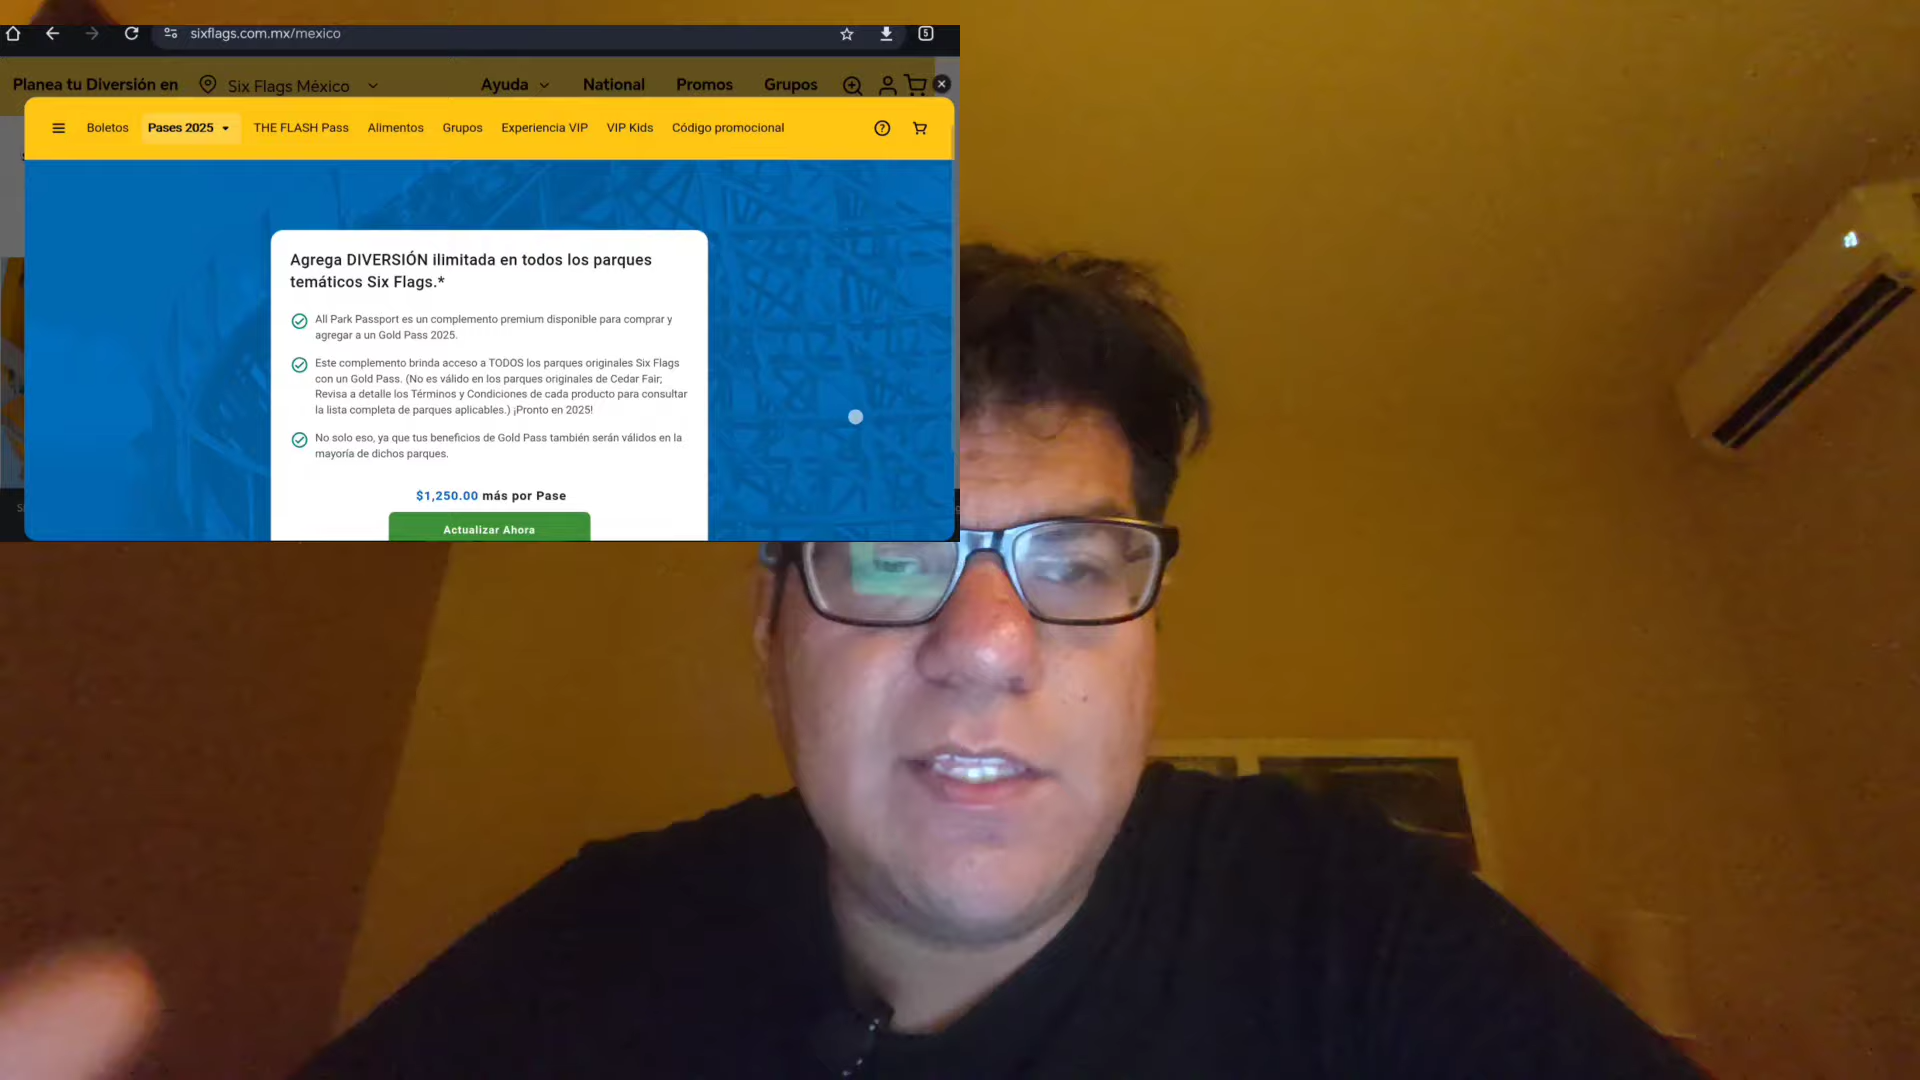 sixflags.com.mx/mexico
5
Planea tu Diversión en
Six Flags México
Ayuda
National
Promos
Grupos
Boletos
Pases 2025
THE FLASH Pass
Alimentos
Grupos
Experiencia VIP
VIP Kids
Código promocional
Agrega DIVERSIÓN ilimitada en todos los parques
temáticos Six Flags.*
All Park Passport es un complemento premium disponible para comprar y
agregar a un Gold Pass 2025.
Este complemento brinda acceso a TODOS los parques originales Six Flags
con un Gold Pass. (No es válido en los parques originales de Cedar Fair;
Revisa a detalle los Términos y Condiciones de cada producto para consultar
la lista completa de parques aplicables.) ¡Pronto en 2025!
No solo eso, ya que tus beneficios de Gold Pass también serán válidos en la
mayoría de dichos parques.
$1,250.00 más por Pase
Actualizar Ahora